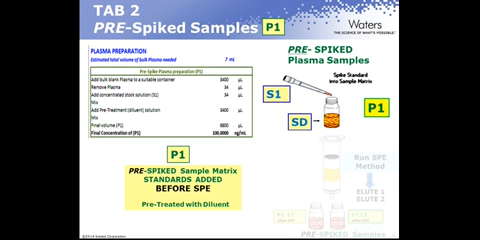 TAB 2
PRE-Spiked Samples P1
Waters
THE SCIENCE OF WHAT'S POSSIBLE.
PLASMA PREPARATION
Estimated total volume of bulk Plasma needed 7 mL
Pre-Spike Plasma preparation (P1)
Add bulk blank Plasma to a suitable container 3400 µL
Remove Plasma 34 µL
Add concentrated stock solution (S1) 34 µL
Mix
Add Pre-Treatment (diluent) solution 3400 µL
Mix
Final volume (P1) 6800 µL
Final Concentration of (P1) 100.0000 ng/mL
PRE- SPIKED
Plasma Samples
Spike Standard
into Sample Matrix
S1
P1
SD
P1
PRE-SPIKED Sample Matrix
STANDARDS ADDED
BEFORE SPE
Pre-Treated with Diluent
Run SPE
Method
ELUTE 1
ELUTE 2
PRE-SPIKED Samples
©2014 Waters Corporation